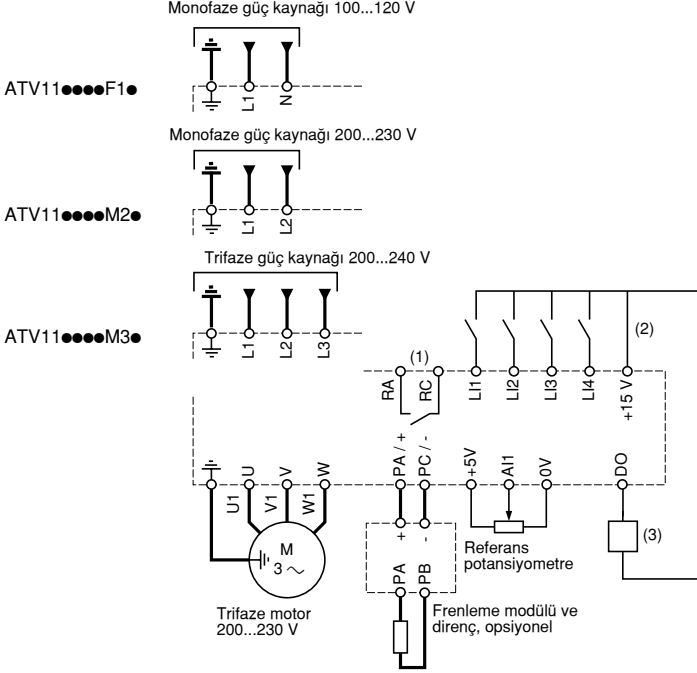 Monofaze güç kaynağı 100...120 V
ATV11●●●●F1●
L1
N
Monofaze güç kaynağı 200...230 V
ATV11●●●●M2●
L1
L2
Trifaze güç kaynağı 200...240 V
ATV11●●●●M3●
L1
L2
L3
(2)
(1)
RA
RC
LI1
LI2
LI3
LI4
+15 V
U
V
W
PA / +
PC / -
+5V
AI1
0V
DO
U1
V1
W1
(3)
M
3 ~
+
-
Referans
potansiyometre
PA
PB
Trifaze motor
200...230 V
Frenleme modülü ve
direnç, opsiyonel